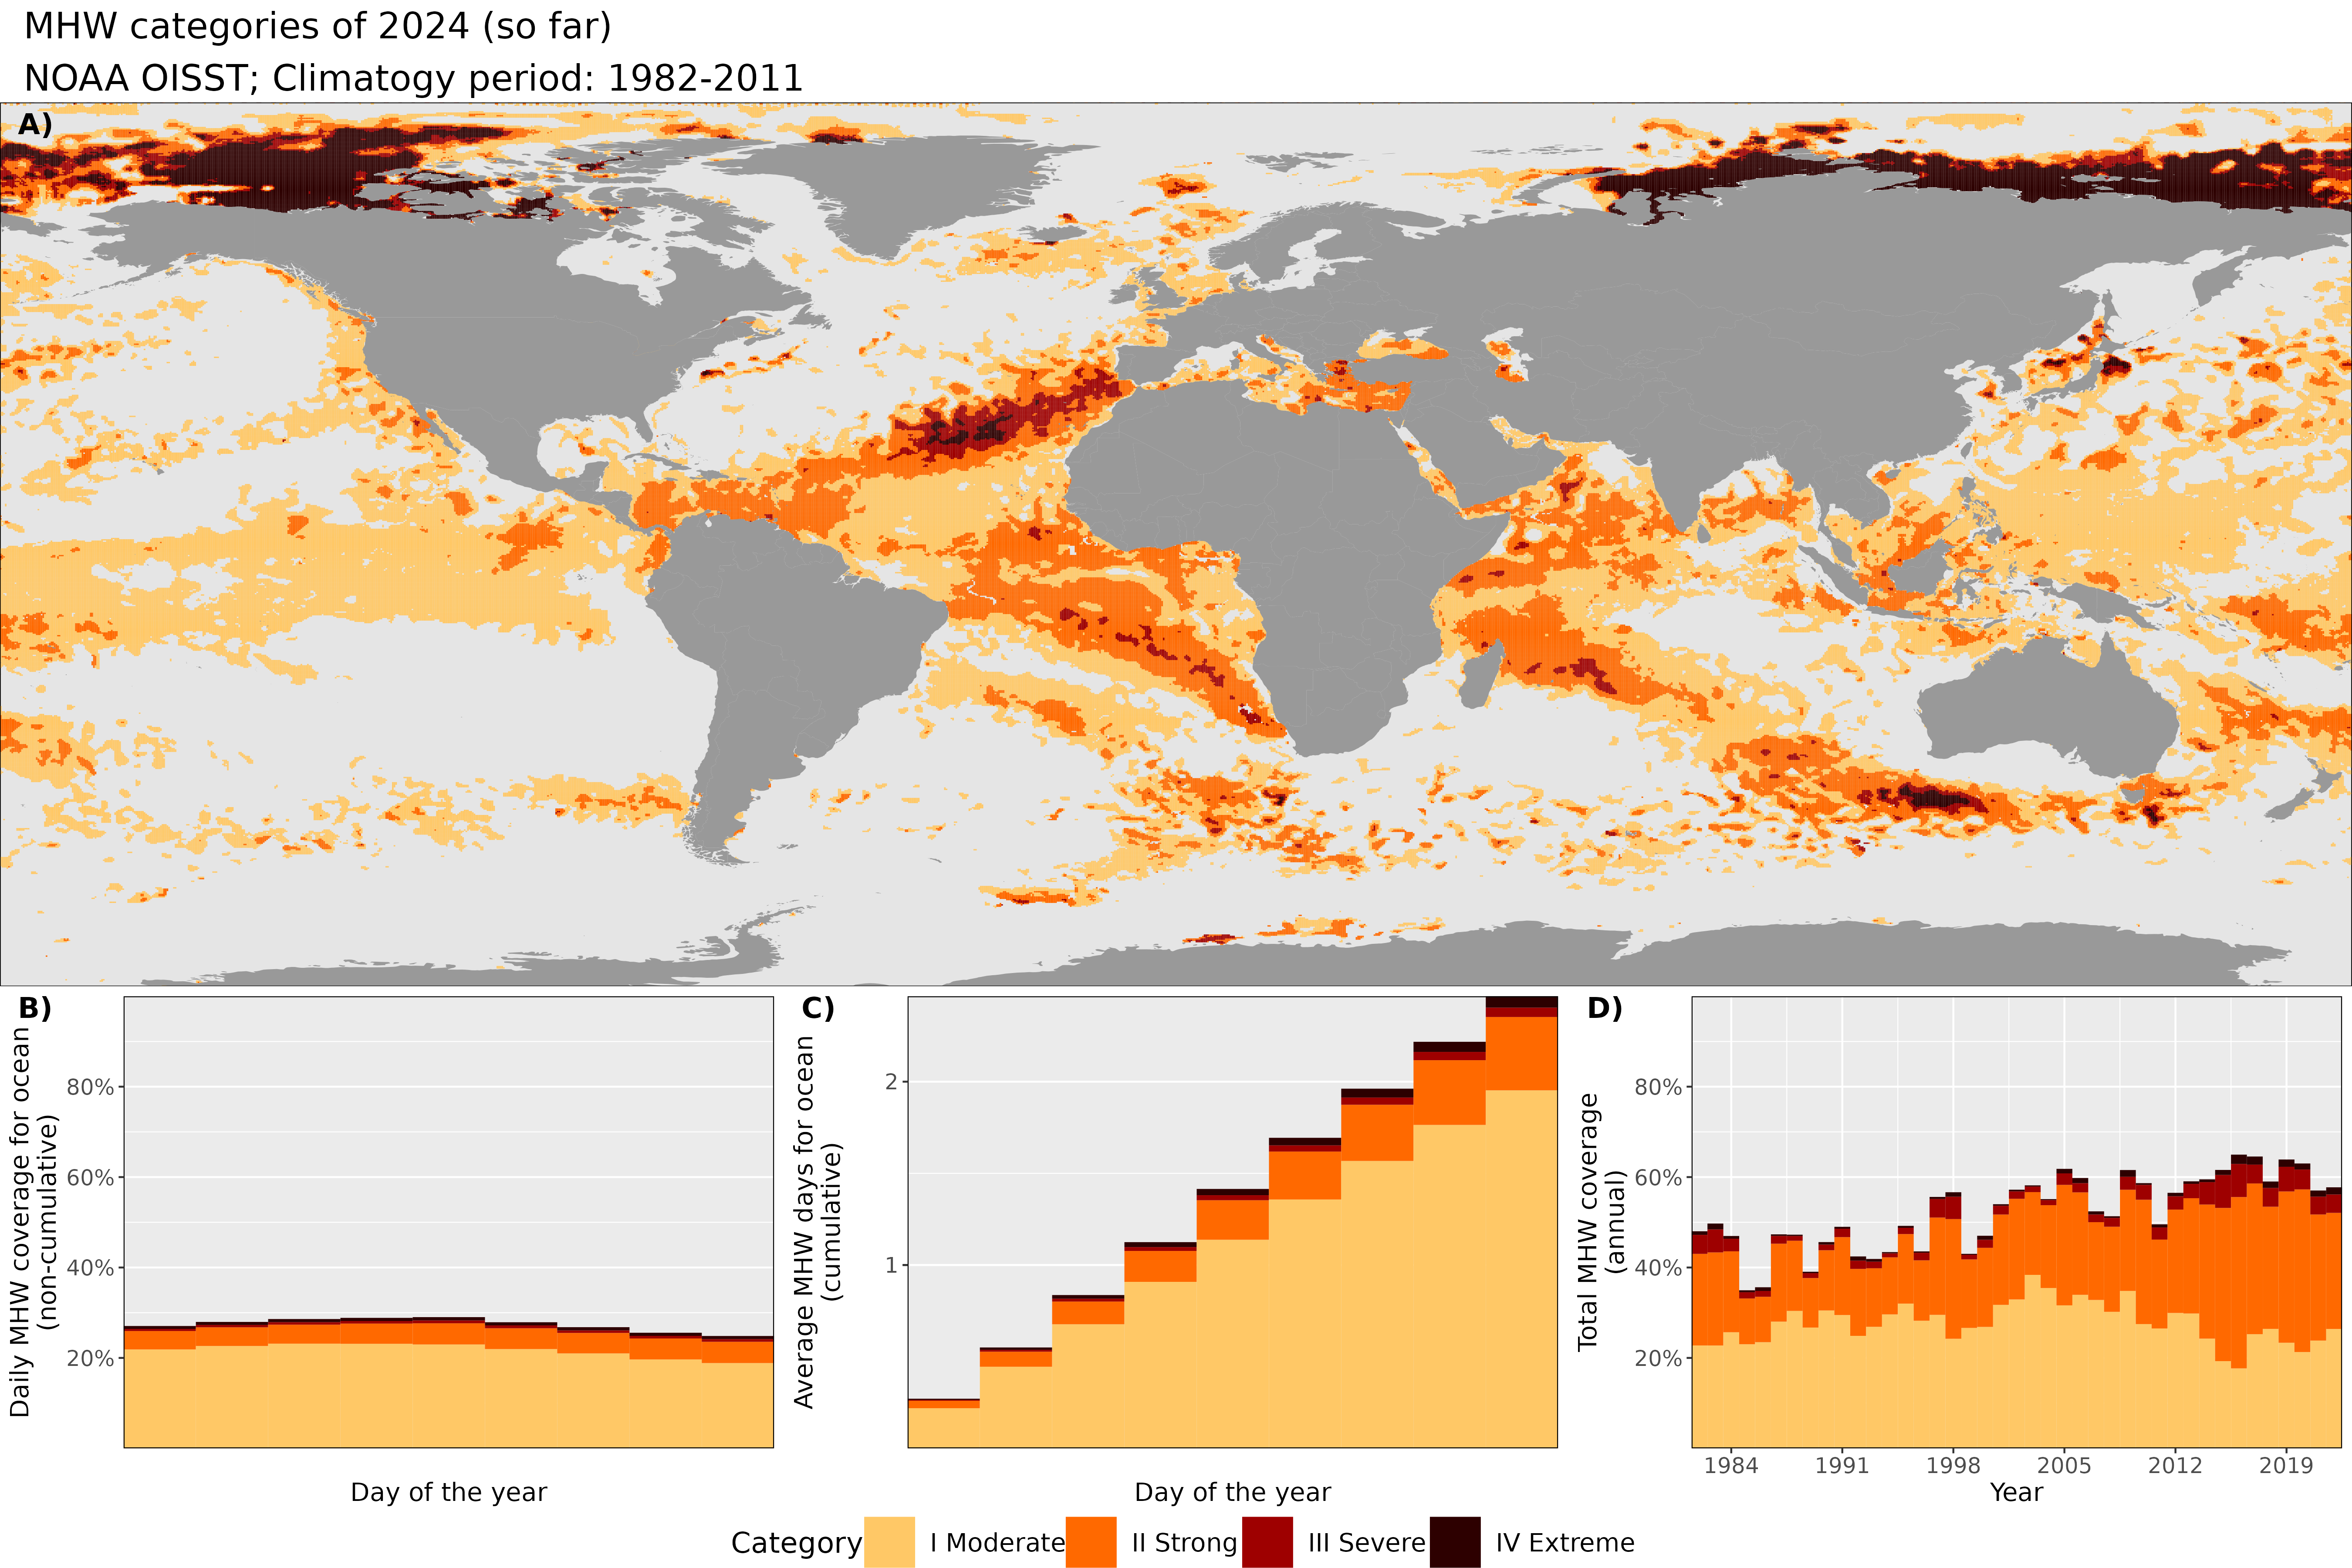 MHW categories of 2024 (so far)
NOAA OISST; Climatogy period: 1982-2011
A)
B)
Daily MHW coverage for ocean
(non-cumulative)
80%
60%
40%
20%
Day of the year
C)
Average MHW days for ocean
(cumulative)
2
1
Day of the year
D)
Total MHW coverage
(annual)
80%
60%
40%
20%
1984 1991 1998 2005 2012 2019
Year
Category I Moderate II Strong III Severe IV Extreme